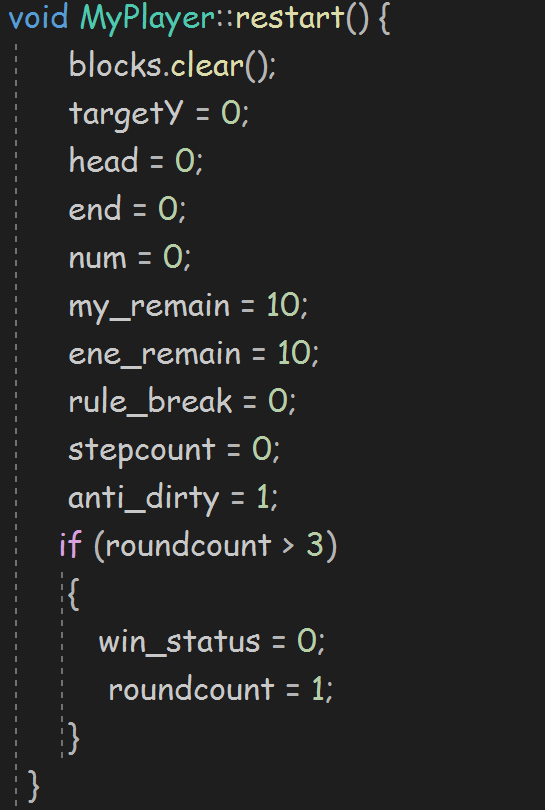 void MyPlayer::restart() {
blocks.clear();
targetY = 0;
head = 0;
end = 0;
num = 0;
my_remain = 10;
ene_remain = 10;
rule_break = 0;
stepcount = 0;
anti_dirty = 1;
if (roundcount > 3)
{
win_status = 0;
roundcount = 1;
}
}